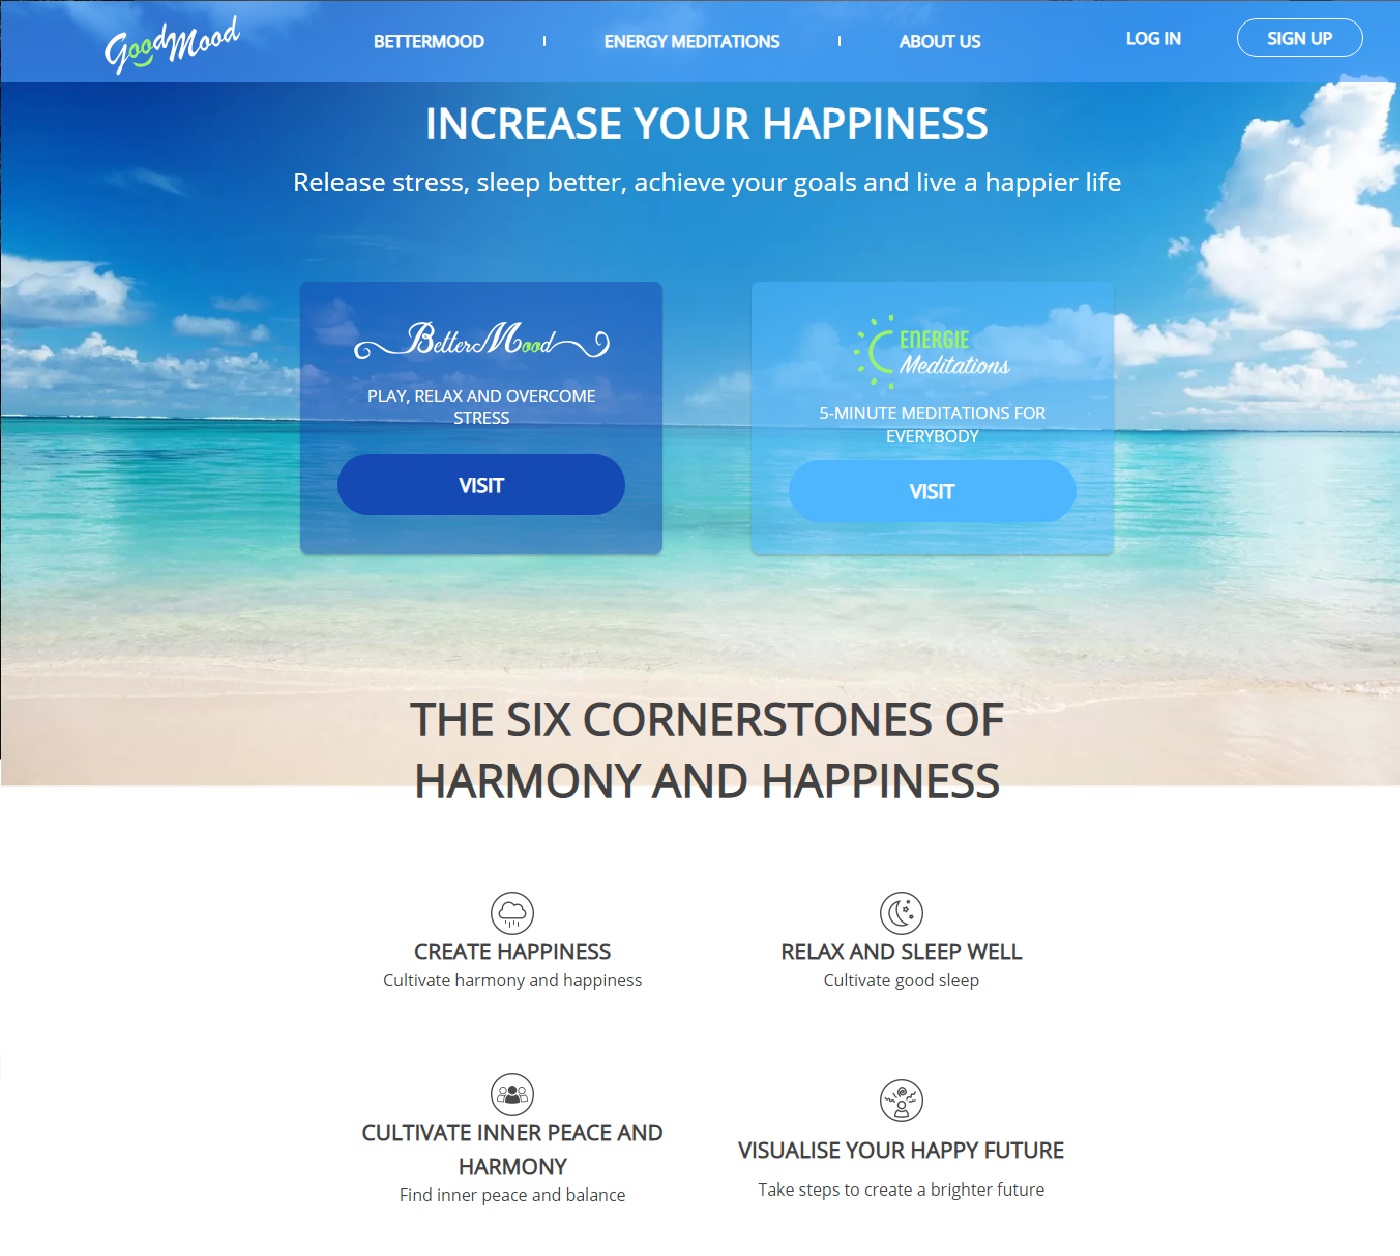 GoodMood
BETTERMOOD
ENERGY MEDITATIONS
ABOUT US
LOG IN
SIGN UP
INCREASE YOUR HAPPINESS
Release stress, sleep better, achieve your goals and live a happier life
BetterMood
PLAY, RELAX AND OVERCOME
STRESS
VISIT
ENERGIE
Meditations
5-MINUTE MEDITATIONS FOR
EVERYBODY
VISIT
THE SIX CORNERSTONES OF
HARMONY AND HAPPINESS
CREATE HAPPINESS
Cultivate harmony and happiness
RELAX AND SLEEP WELL
Cultivate good sleep
CULTIVATE INNER PEACE AND
HARMONY
Find inner peace and balance
VISUALISE YOUR HAPPY FUTURE
Take steps to create a brighter future